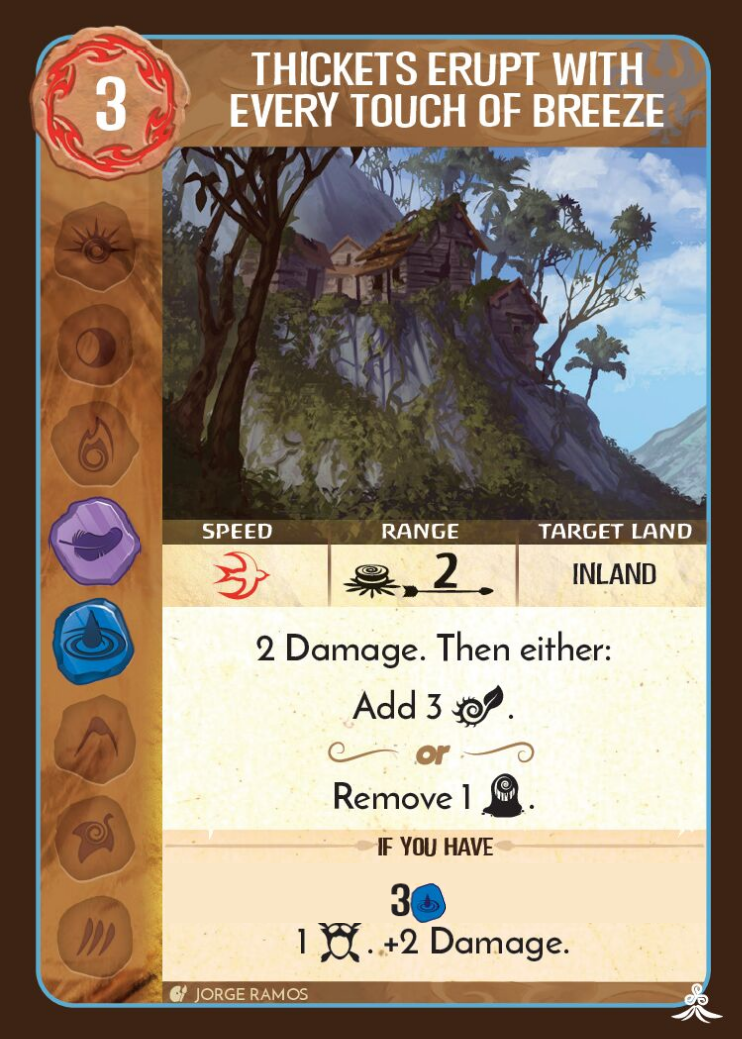 3
THICKETS ERUPT WITH
EVERY TOUCH OF BREEZE
SPEED RANGE TARGET LAND
2 INLAND
2 Damage. Then either:
Add 3 .
or
Remove 1 .
IF YOU HAVE
3
1 . +2 Damage.
JORGE RAMOS